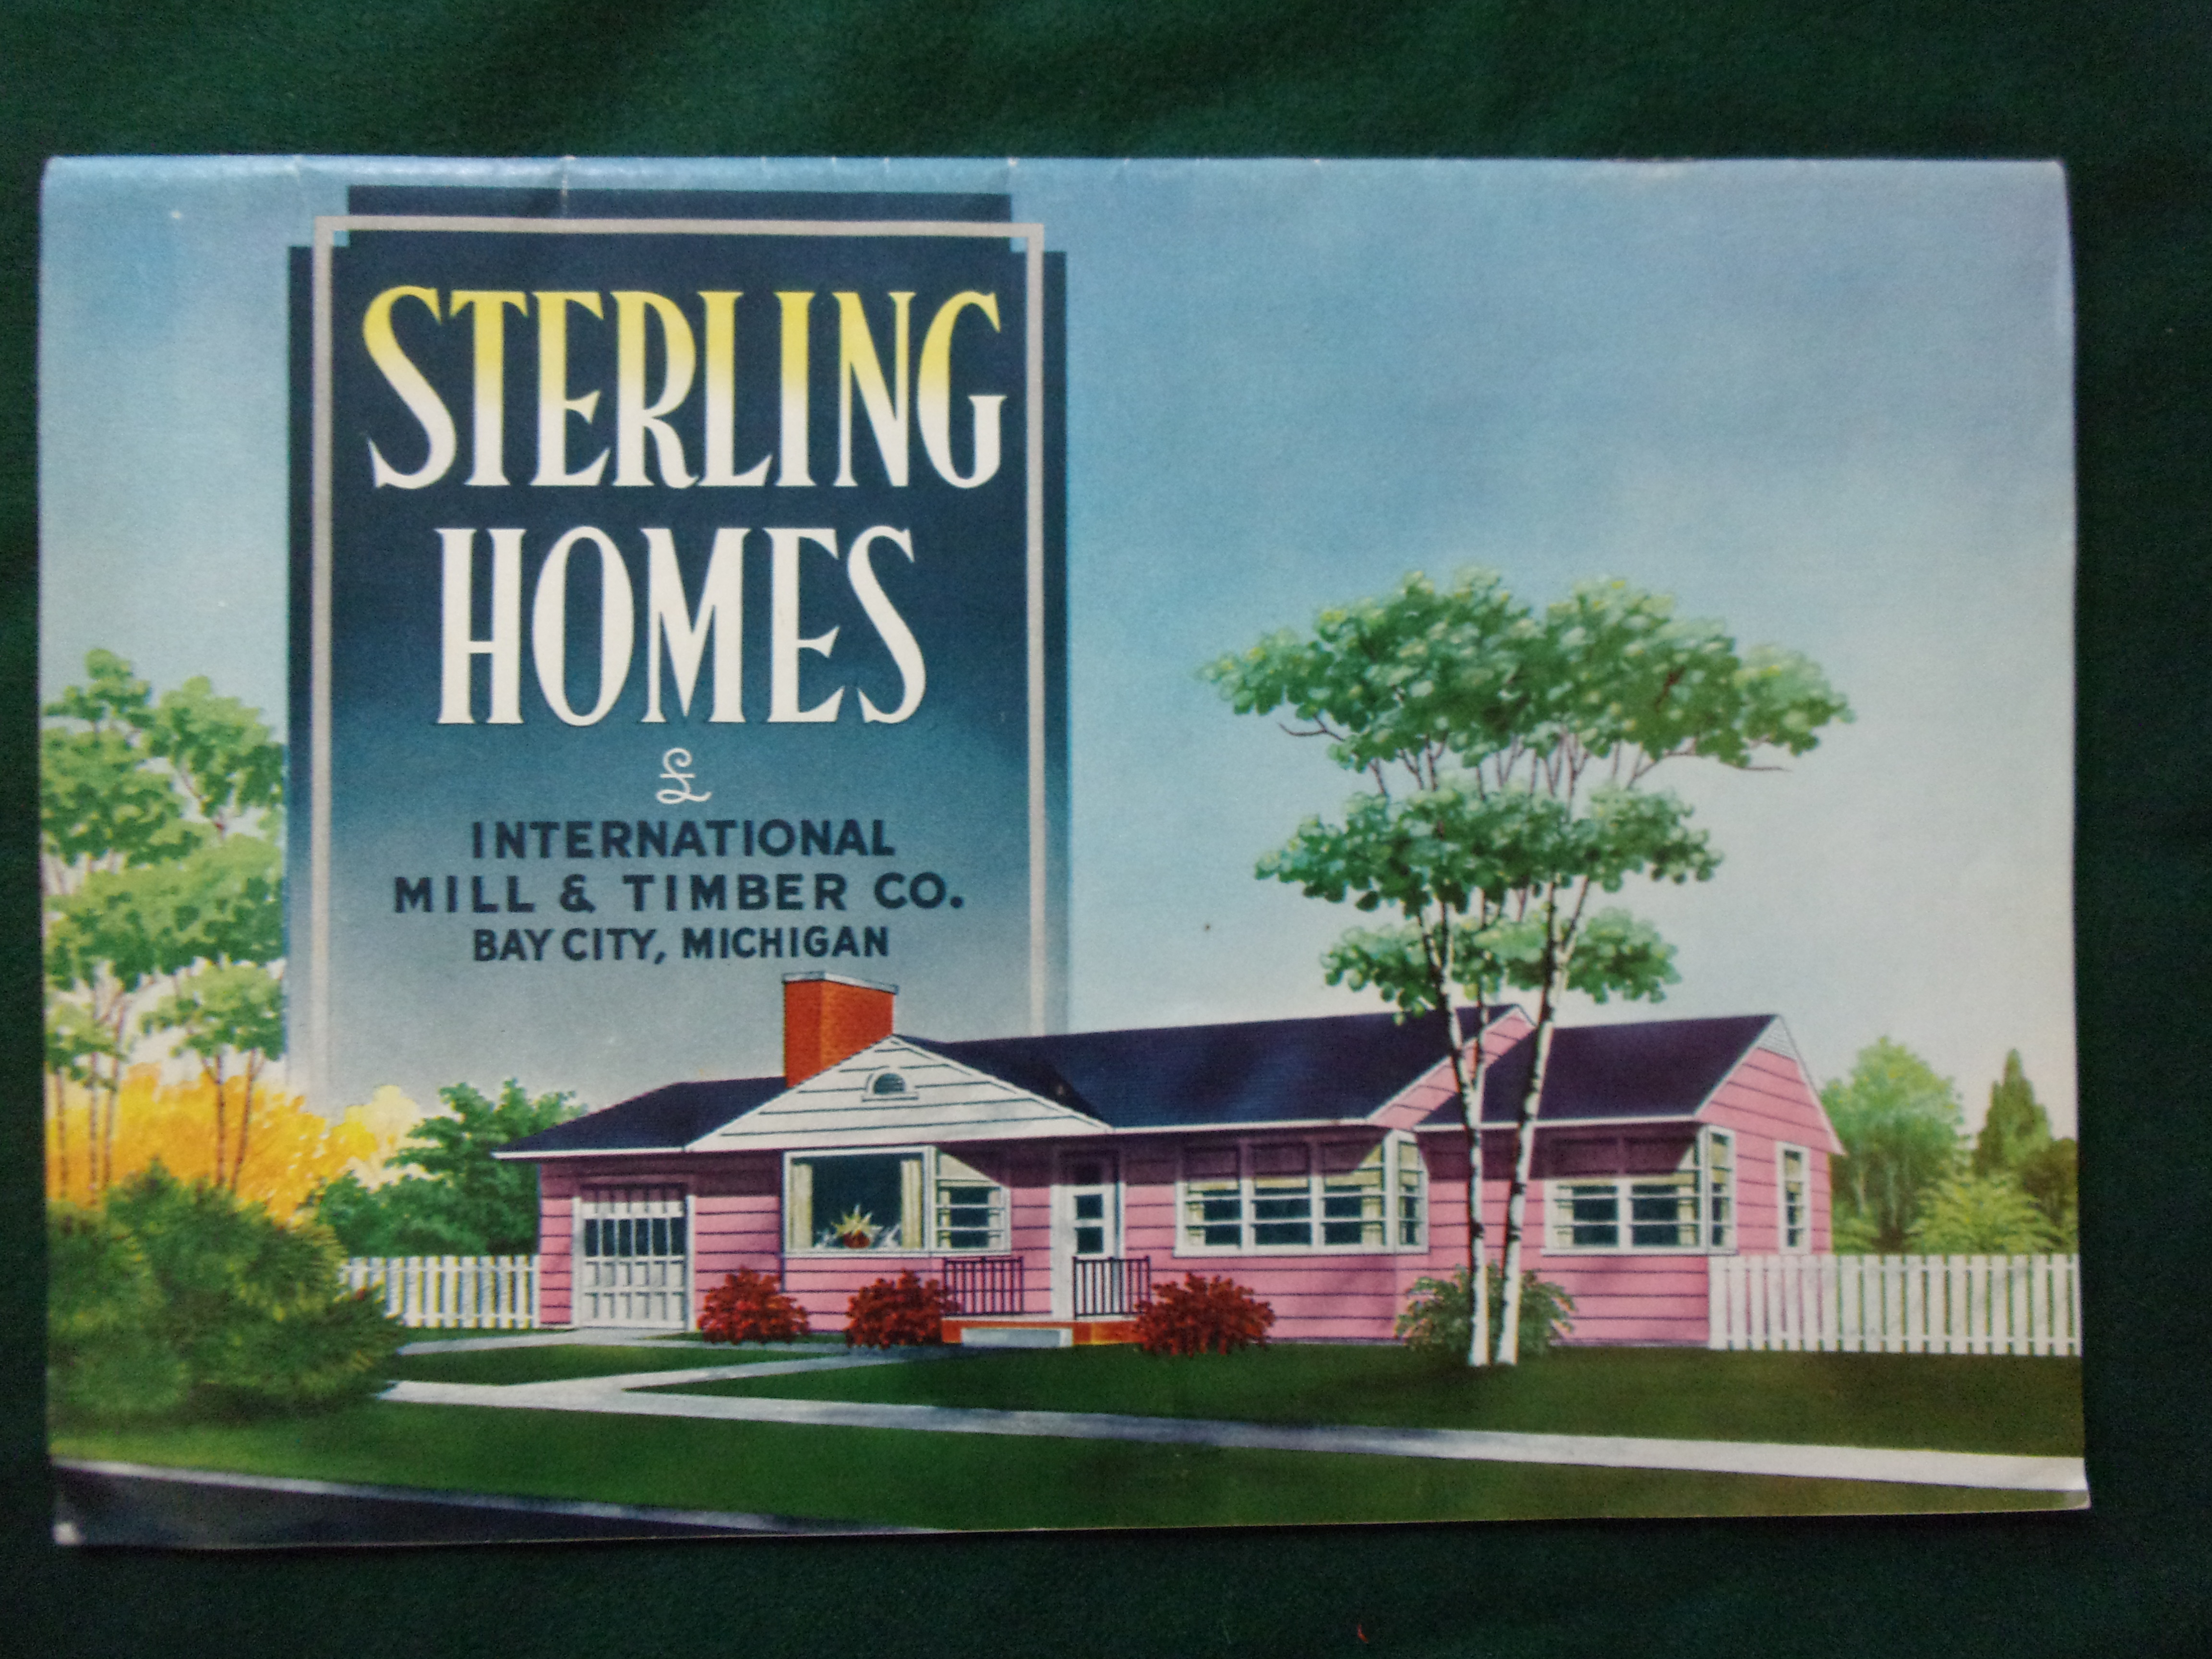 STERLING
HOMES
£
INTERNATIONAL
MILL & TIMBER CO.
BAY CITY, MICHIGAN